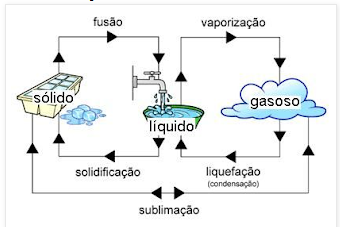 fusão
vaporização
sólido
líquido
gasoso
solidificação
liquefação
(condensação)
sublimação